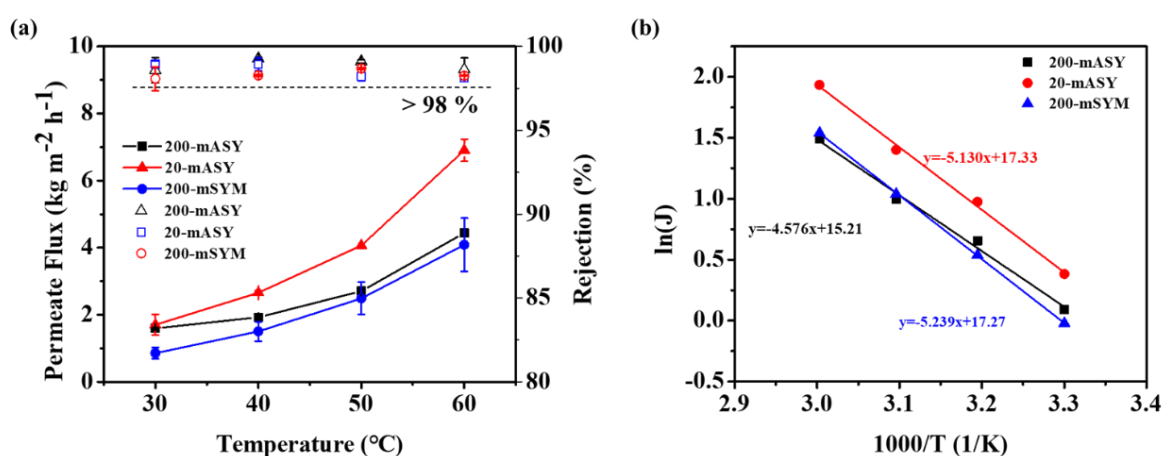 (a)
10
8
6
4
2
0
Permeate Flux (kg m⁻² h⁻¹)
100
95
90
85
80
Rejection (%)
> 98 %
200-mASY
20-mASY
200-mSYM
200-mASY
20-mASY
200-mSYM
30 40 50 60
Temperature (°C)
(b)
2.0
1.5
1.0
0.5
0.0
-0.5
ln(J)
200-mASY
20-mASY
200-mSYM
y=-5.130x+17.33
y=-4.576x+15.21
y=-5.239x+17.27
2.9 3.0 3.1 3.2 3.3 3.4
1000/T (1/K)